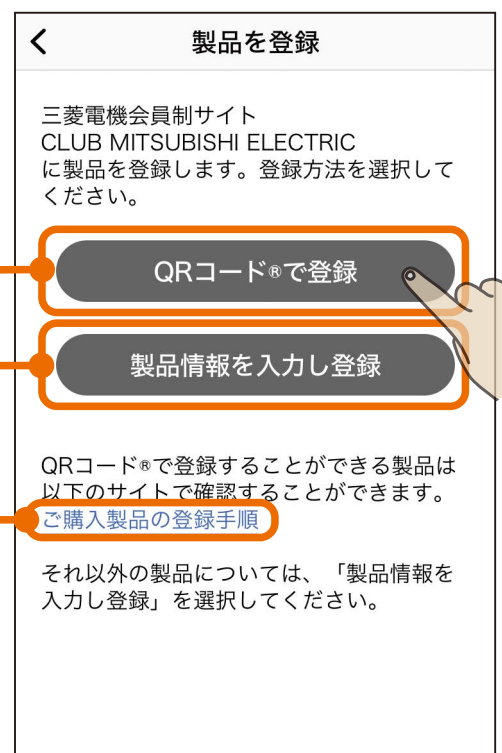 製品を登録
三菱電機会員制サイト
CLUB MITSUBISHI ELECTRIC
に製品を登録します。登録方法を選択して
ください。
QRコード®で登録
製品情報を入力し登録
QRコード®で登録することができる製品は
以下のサイトで確認することができます。
ご購入製品の登録手順
それ以外の製品については、「製品情報を
入力し登録」を選択してください。